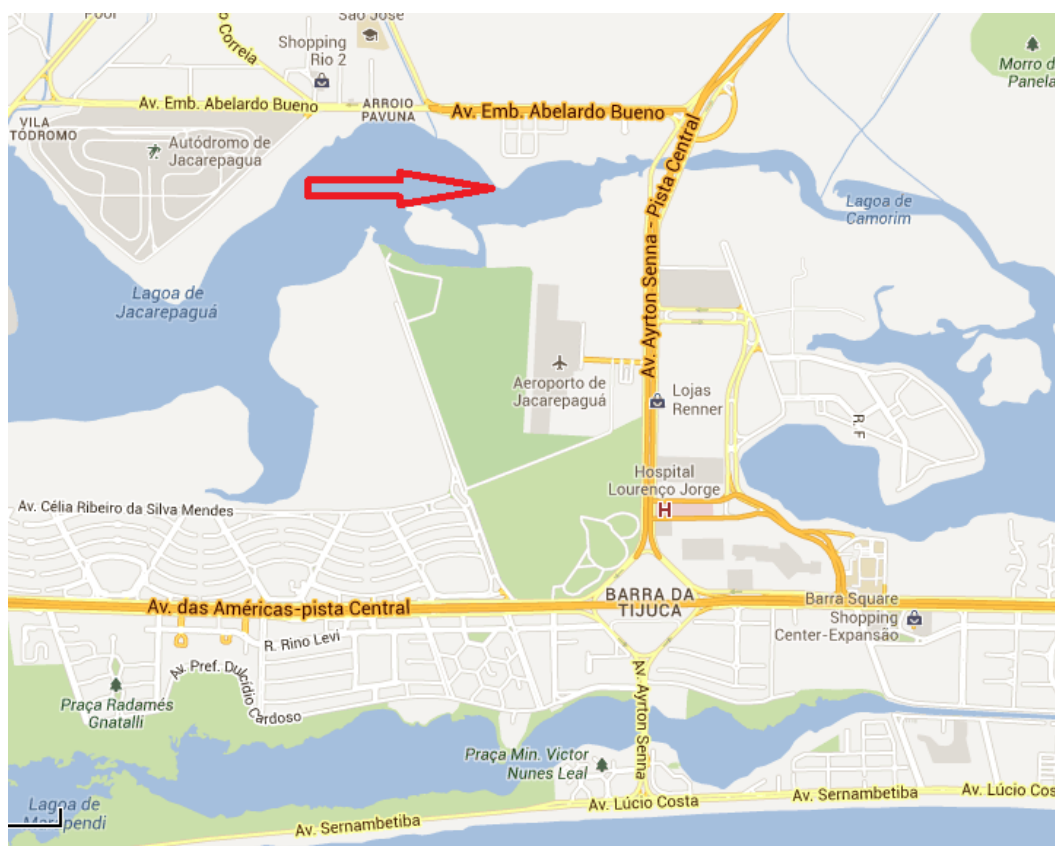 São José
Correia
Shopping
Rio 2
Morro d
Panela
Av. Emb. Abelardo Bueno
ARROIO
PAVUNA
Av. Emb. Abelardo Bueno
VILA
TÓDROMO
Autódromo de
Jacarepagua
Lagoa de
Camorim
Av. Ayrton Senna - Pista Central
Lagoa de
Jacarepaguá
Aeroporto de
Jacarepaguá
Lojas
Renner
R. F
Hospital
Lourenço Jorge
H
Av. Célia Ribeiro da Silva Mendes
BARRA DA
TIJUCA
Av. das Américas-pista Central
Barra Square
Shopping
Center-Expansão
R. Rino Levi
Av. Pref. Dulcídio Cardoso
Av. Ayrton Senna
Praça Radamés
Gnatalli
Praça Min. Victor
Nunes Leal
Av. Lúcio Costa
Av. Sernambetiba
Av. Lúcio Cos
Lagoa de
Marapendi
Av. Sernambetiba